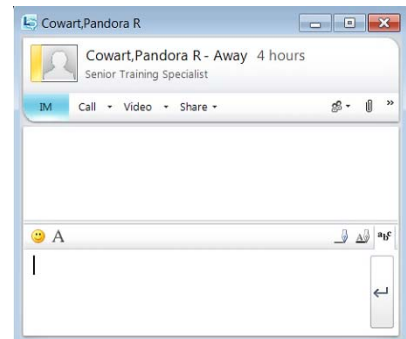 Cowart,Pandora R
Cowart,Pandora R - Away 4 hours
Senior Training Specialist
IM Call Video Share
A